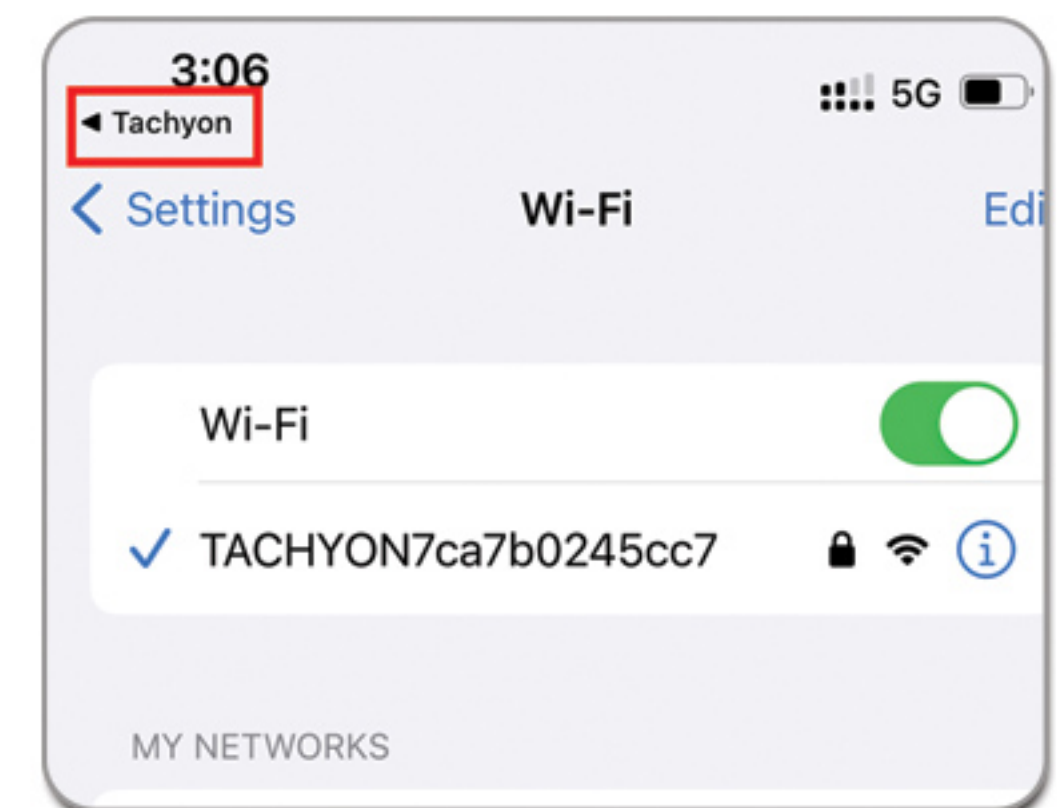 3:06 5G
◀ Tachyon
Settings Wi-Fi Edi
Wi-Fi
TACHYON7ca7b0245cc7
MY NETWORKS